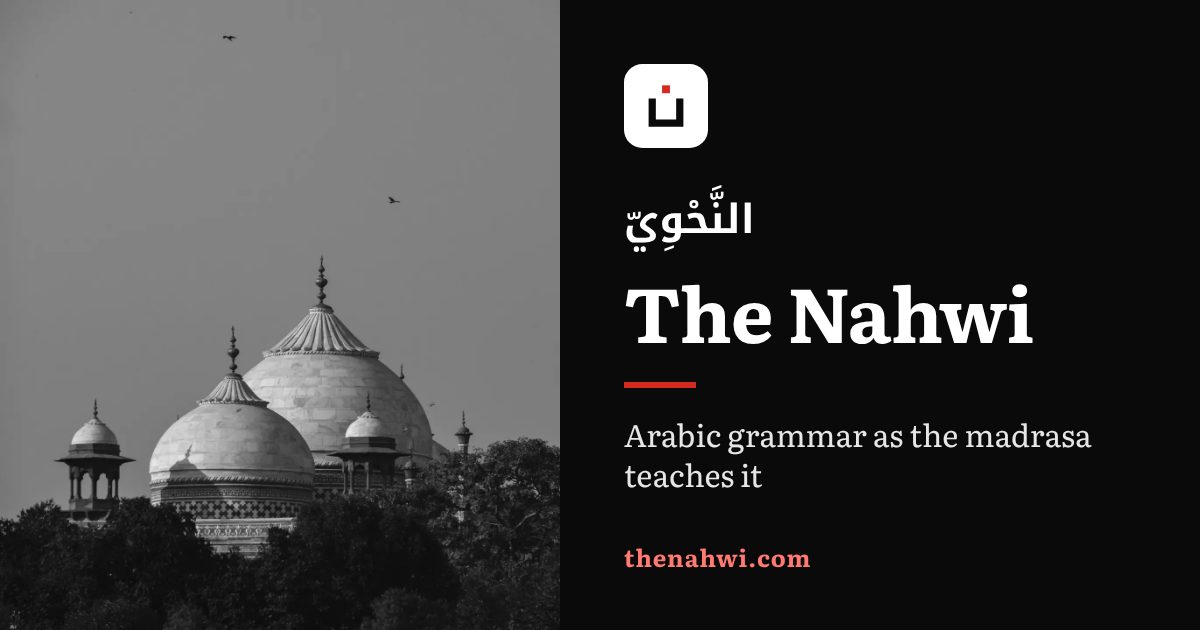 ن
النَّحْوِيّ
The Nahwi
Arabic grammar as the madrasa
teaches it
thenahwi.com